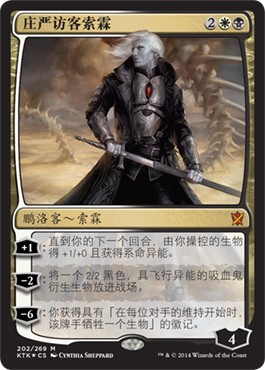 庄严访客索霖 2
鹏洛客～索霖
+1：直到你的下一个回合，由你操控的生物
得+1/+0且获得系命异能。
-2：将一个2/2黑色，具飞行异能的吸血鬼
衍生生物放进战场。
-6：你获得具有「在每位对手的维持开始时，
该牌手牺牲一个生物」的徽记。
4
202/269 M
KTK★CS CYNTHIA SHEPPARD
™ & © 2014 Wizards of the Coast